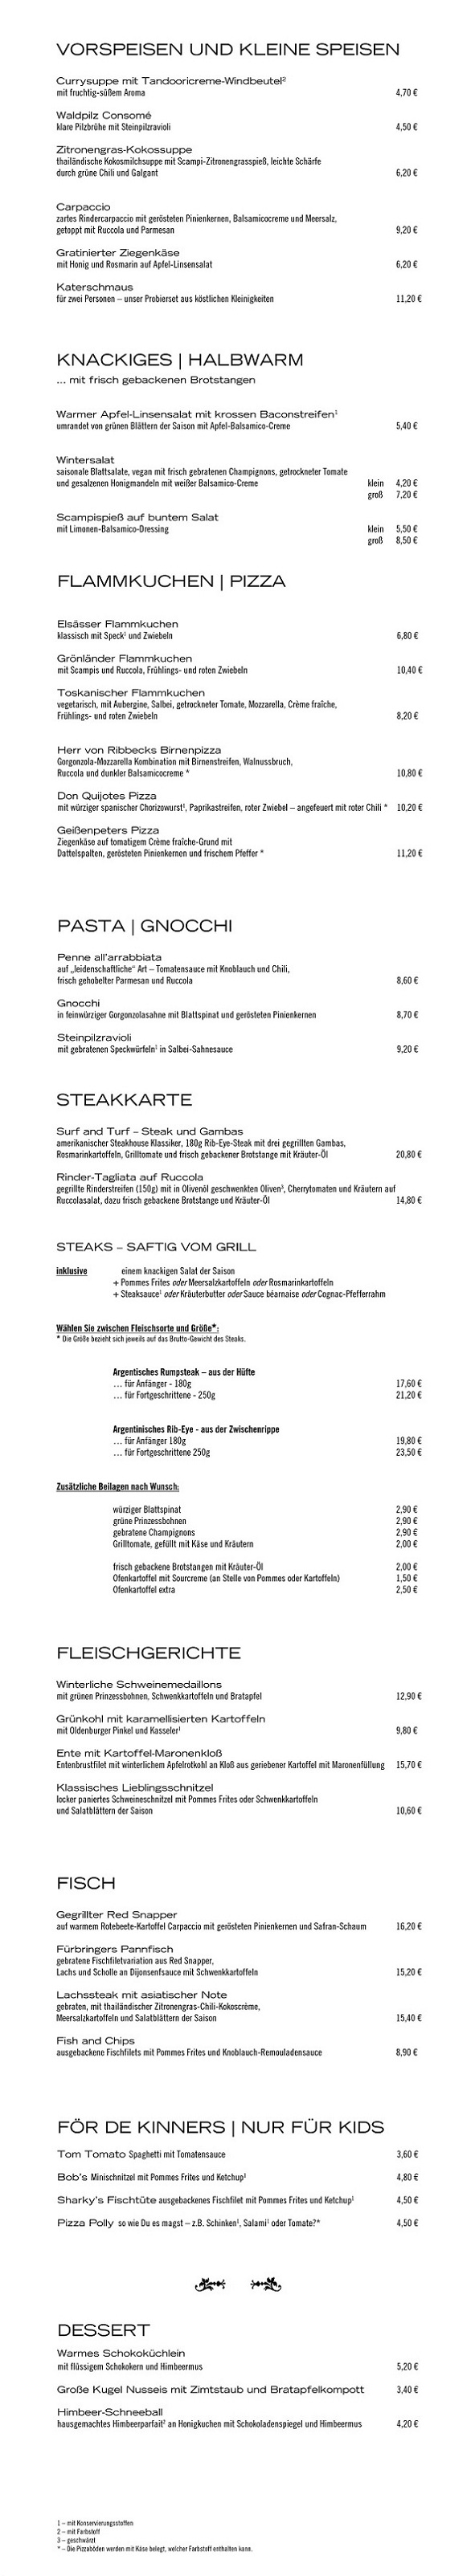 VORSPEISEN UND KLEINE SPEISEN
Currysuppe mit Tandooricreme-Windbeutel²
mit fruchtig-süßem Aroma 4,70 €
Waldpilz Consomé
klare Pilzbrühe mit Steinpilzravioli 4,50 €
Zitronengras-Kokossuppe
thailändische Kokosmilchsuppe mit Scampi-Zitronengrasspieß, leichte Schärfe
durch grüne Chili und Galgant 6,20 €
Carpaccio
zartes Rindercarpaccio mit gerösteten Pinienkernen, Balsamicocreme und Meersalz,
getoppt mit Ruccola und Parmesan 9,20 €
Gratinierter Ziegenkäse
mit Honig und Rosmarin auf Apfel-Linsensalat 6,20 €
Katerschmaus
für zwei Personen – unser Probierset aus köstlichen Kleinigkeiten 11,20 €
KNACKIGES | HALBWARM
... mit frisch gebackenen Brotstangen
Warmer Apfel-Linsensalat mit krossen Baconstreifen¹
umrandet von grünen Blättern der Saison mit Apfel-Balsamico-Creme 5,40 €
Wintersalat
saisonale Blattsalate, vegan mit frisch gebratenen Champignons, getrockneter Tomate
und gesalzenen Honigmandeln mit weißer Balsamico-Creme klein 4,20 €
groß 7,20 €
Scampispieß auf buntem Salat
mit Limonen-Balsamico-Dressing klein 5,50 €
groß 8,50 €
FLAMMKUCHEN | PIZZA
Elsässer Flammkuchen
klassisch mit Speck¹ und Zwiebeln 6,80 €
Grönländer Flammkuchen
mit Scampis und Ruccola, Frühlings- und roten Zwiebeln 10,40 €
Toskanischer Flammkuchen
vegetarisch, mit Aubergine, Salbei, getrockneter Tomate, Mozzarella, Crème fraîche,
Frühlings- und roten Zwiebeln 8,20 €
Herr von Ribbecks Birnenpizza
Gorgonzola-Mozzarella Kombination mit Birnenstreifen, Walnussbruch,
Ruccola und dunkler Balsamicocreme * 10,80 €
Don Quijotes Pizza
mit würziger spanischer Chorizowurst¹, Paprikastreifen, roter Zwiebel – angefeuert mit roter Chili * 10,20 €
Geißenpeters Pizza
Ziegenkäse auf tomatigem Crème fraîche-Grund mit
Dattelspalten, gerösteten Pinienkernen und frischem Pfeffer * 11,20 €
PASTA | GNOCCHI
Penne all'arrabbiata
auf „leidenschaftliche“ Art – Tomatensauce mit Knoblauch und Chili,
frisch gehobelter Parmesan und Ruccola 8,60 €
Gnocchi
in feinwürziger Gorgonzolasahne mit Blattspinat und gerösteten Pinienkernen 8,70 €
Steinpilzravioli
mit gebratenen Speckwürfeln¹ in Salbei-Sahnesauce 9,20 €
STEAKKARTE
Surf and Turf – Steak und Gambas
amerikanischer Steakhouse Klassiker, 180g Rib-Eye-Steak mit drei gegrillten Gambas,
Rosmarinkartoffeln, Grilltomate und frisch gebackener Brotstange mit Kräuter-Öl 20,80 €
Rinder-Tagliata auf Ruccola
gegrillte Rinderstreifen (150g) mit in Olivenöl geschwenkten Oliven³, Cherrytomaten und Kräutern auf
Ruccolasalat, dazu frisch gebackene Brotstange und Kräuter-Öl 14,80 €
STEAKS – SAFTIG VOM GRILL
inklusive einem knackigen Salat der Saison
+ Pommes Frites oder Meersalzkartoffeln oder Rosmarinkartoffeln
+ Steaksauce¹ oder Kräuterbutter oder Sauce béarnaise oder Cognac-Pfefferrahm
Wählen Sie zwischen Fleischsorte und Größe*:
* Die Größe bezieht sich jeweils auf das Brutto-Gewicht des Steaks.
Argentisches Rumpsteak – aus der Hüfte
... für Anfänger - 180g 17,60 €
... für Fortgeschrittene - 250g 21,20 €
Argentinisches Rib-Eye - aus der Zwischenrippe
... für Anfänger 180g 19,80 €
... für Fortgeschrittene 250g 23,50 €
Zusätzliche Beilagen nach Wunsch:
würziger Blattspinat 2,90 €
grüne Prinzessbohnen 2,90 €
gebratene Champignons 2,90 €
Grilltomate, gefüllt mit Käse und Kräutern 2,00 €
frisch gebackene Brotstangen mit Kräuter-Öl 2,00 €
Ofenkartoffel mit Sourcreme (an Stelle von Pommes oder Kartoffeln) 1,50 €
Ofenkartoffel extra 2,50 €
FLEISCHGERICHTE
Winterliche Schweinemedaillons
mit grünen Prinzessbohnen, Schwenkkartoffeln und Bratapfel 12,90 €
Grünkohl mit karamellisierten Kartoffeln
mit Oldenburger Pinkel und Kasseler¹ 9,80 €
Ente mit Kartoffel-Maronenkloß
Entenbrustfilet mit winterlichem Apfelrotkohl an Kloß aus geriebener Kartoffel mit Maronenfüllung 15,70 €
Klassisches Lieblingsschnitzel
locker paniertes Schweineschnitzel mit Pommes Frites oder Schwenkkartoffeln
und Salatblättern der Saison 10,60 €
FISCH
Gegrillter Red Snapper
auf warmem Rotebeete-Kartoffel Carpaccio mit gerösteten Pinienkernen und Safran-Schaum 16,20 €
Fürbringers Pannfisch
gebratene Fischfiletvariation aus Red Snapper,
Lachs und Scholle an Dijonsenfsauce mit Schwenkkartoffeln 15,20 €
Lachssteak mit asiatischer Note
gebraten, mit thailändischer Zitronengras-Chili-Kokoscrème,
Meersalzkartoffeln und Salatblättern der Saison 15,40 €
Fish and Chips
ausgebackene Fischfilets mit Pommes Frites und Knoblauch-Remouladensauce 8,90 €
FÖR DE KINNERS | NUR FÜR KIDS
Tom Tomato Spaghetti mit Tomatensauce 3,60 €
Bob's Minischnitzel mit Pommes Frites und Ketchup¹ 4,80 €
Sharky's Fischtüte ausgebackenes Fischfilet mit Pommes Frites und Ketchup¹ 4,50 €
Pizza Polly so wie Du es magst – z.B. Schinken¹, Salami¹ oder Tomate?* 4,50 €
DESSERT
Warmes Schokoküchlein
mit flüssigem Schokokern und Himbeermus 5,20 €
Große Kugel Nusseis mit Zimtstaub und Bratapfelkompott 3,40 €
Himbeer-Schneeball
hausgemachtes Himbeerparfait² an Honigkuchen mit Schokoladenspiegel und Himbeermus 4,20 €
1 – mit Konservierungsstoffen
2 – mit Farbstoff
3 – geschwärzt
* – Die Pizzaböden werden mit Käse belegt, welcher Farbstoff enthalten kann.